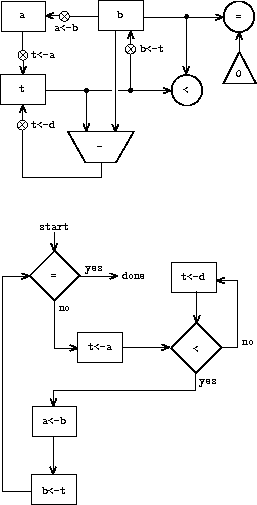 a
b
=
a<-b
t<-a
b<-t
0
t
<
t<-d
-
start
=
yes
done
t<-d
no
t<-a
<
no
yes
a<-b
b<-t